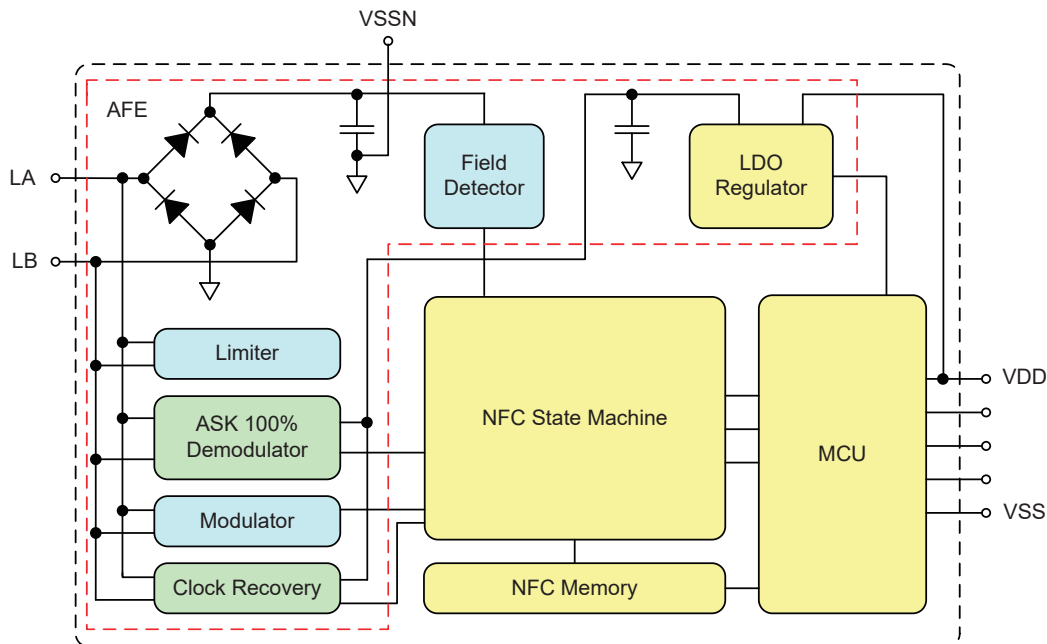 VSSN
AFE
LA
LB
Field
Detector
LDO
Regulator
Limiter
ASK 100%
Demodulator
Modulator
Clock Recovery
NFC State Machine
NFC Memory
MCU
VDD
VSS